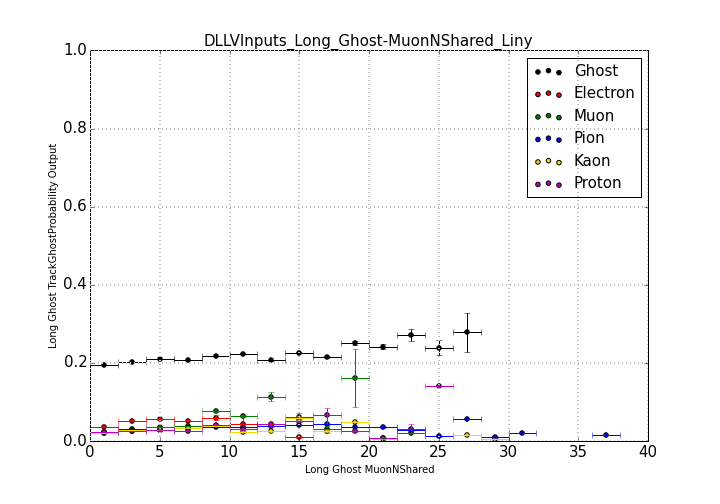 DLLVInputs_Long_Ghost-MuonNShared_Liny
1.0
0.8
0.6
0.4
0.2
0.0
Long Ghost TrackGhostProbability Output
Ghost
Electron
Muon
Pion
Kaon
Proton
0 5 10 15 20 25 30 35 40
Long Ghost MuonNShared